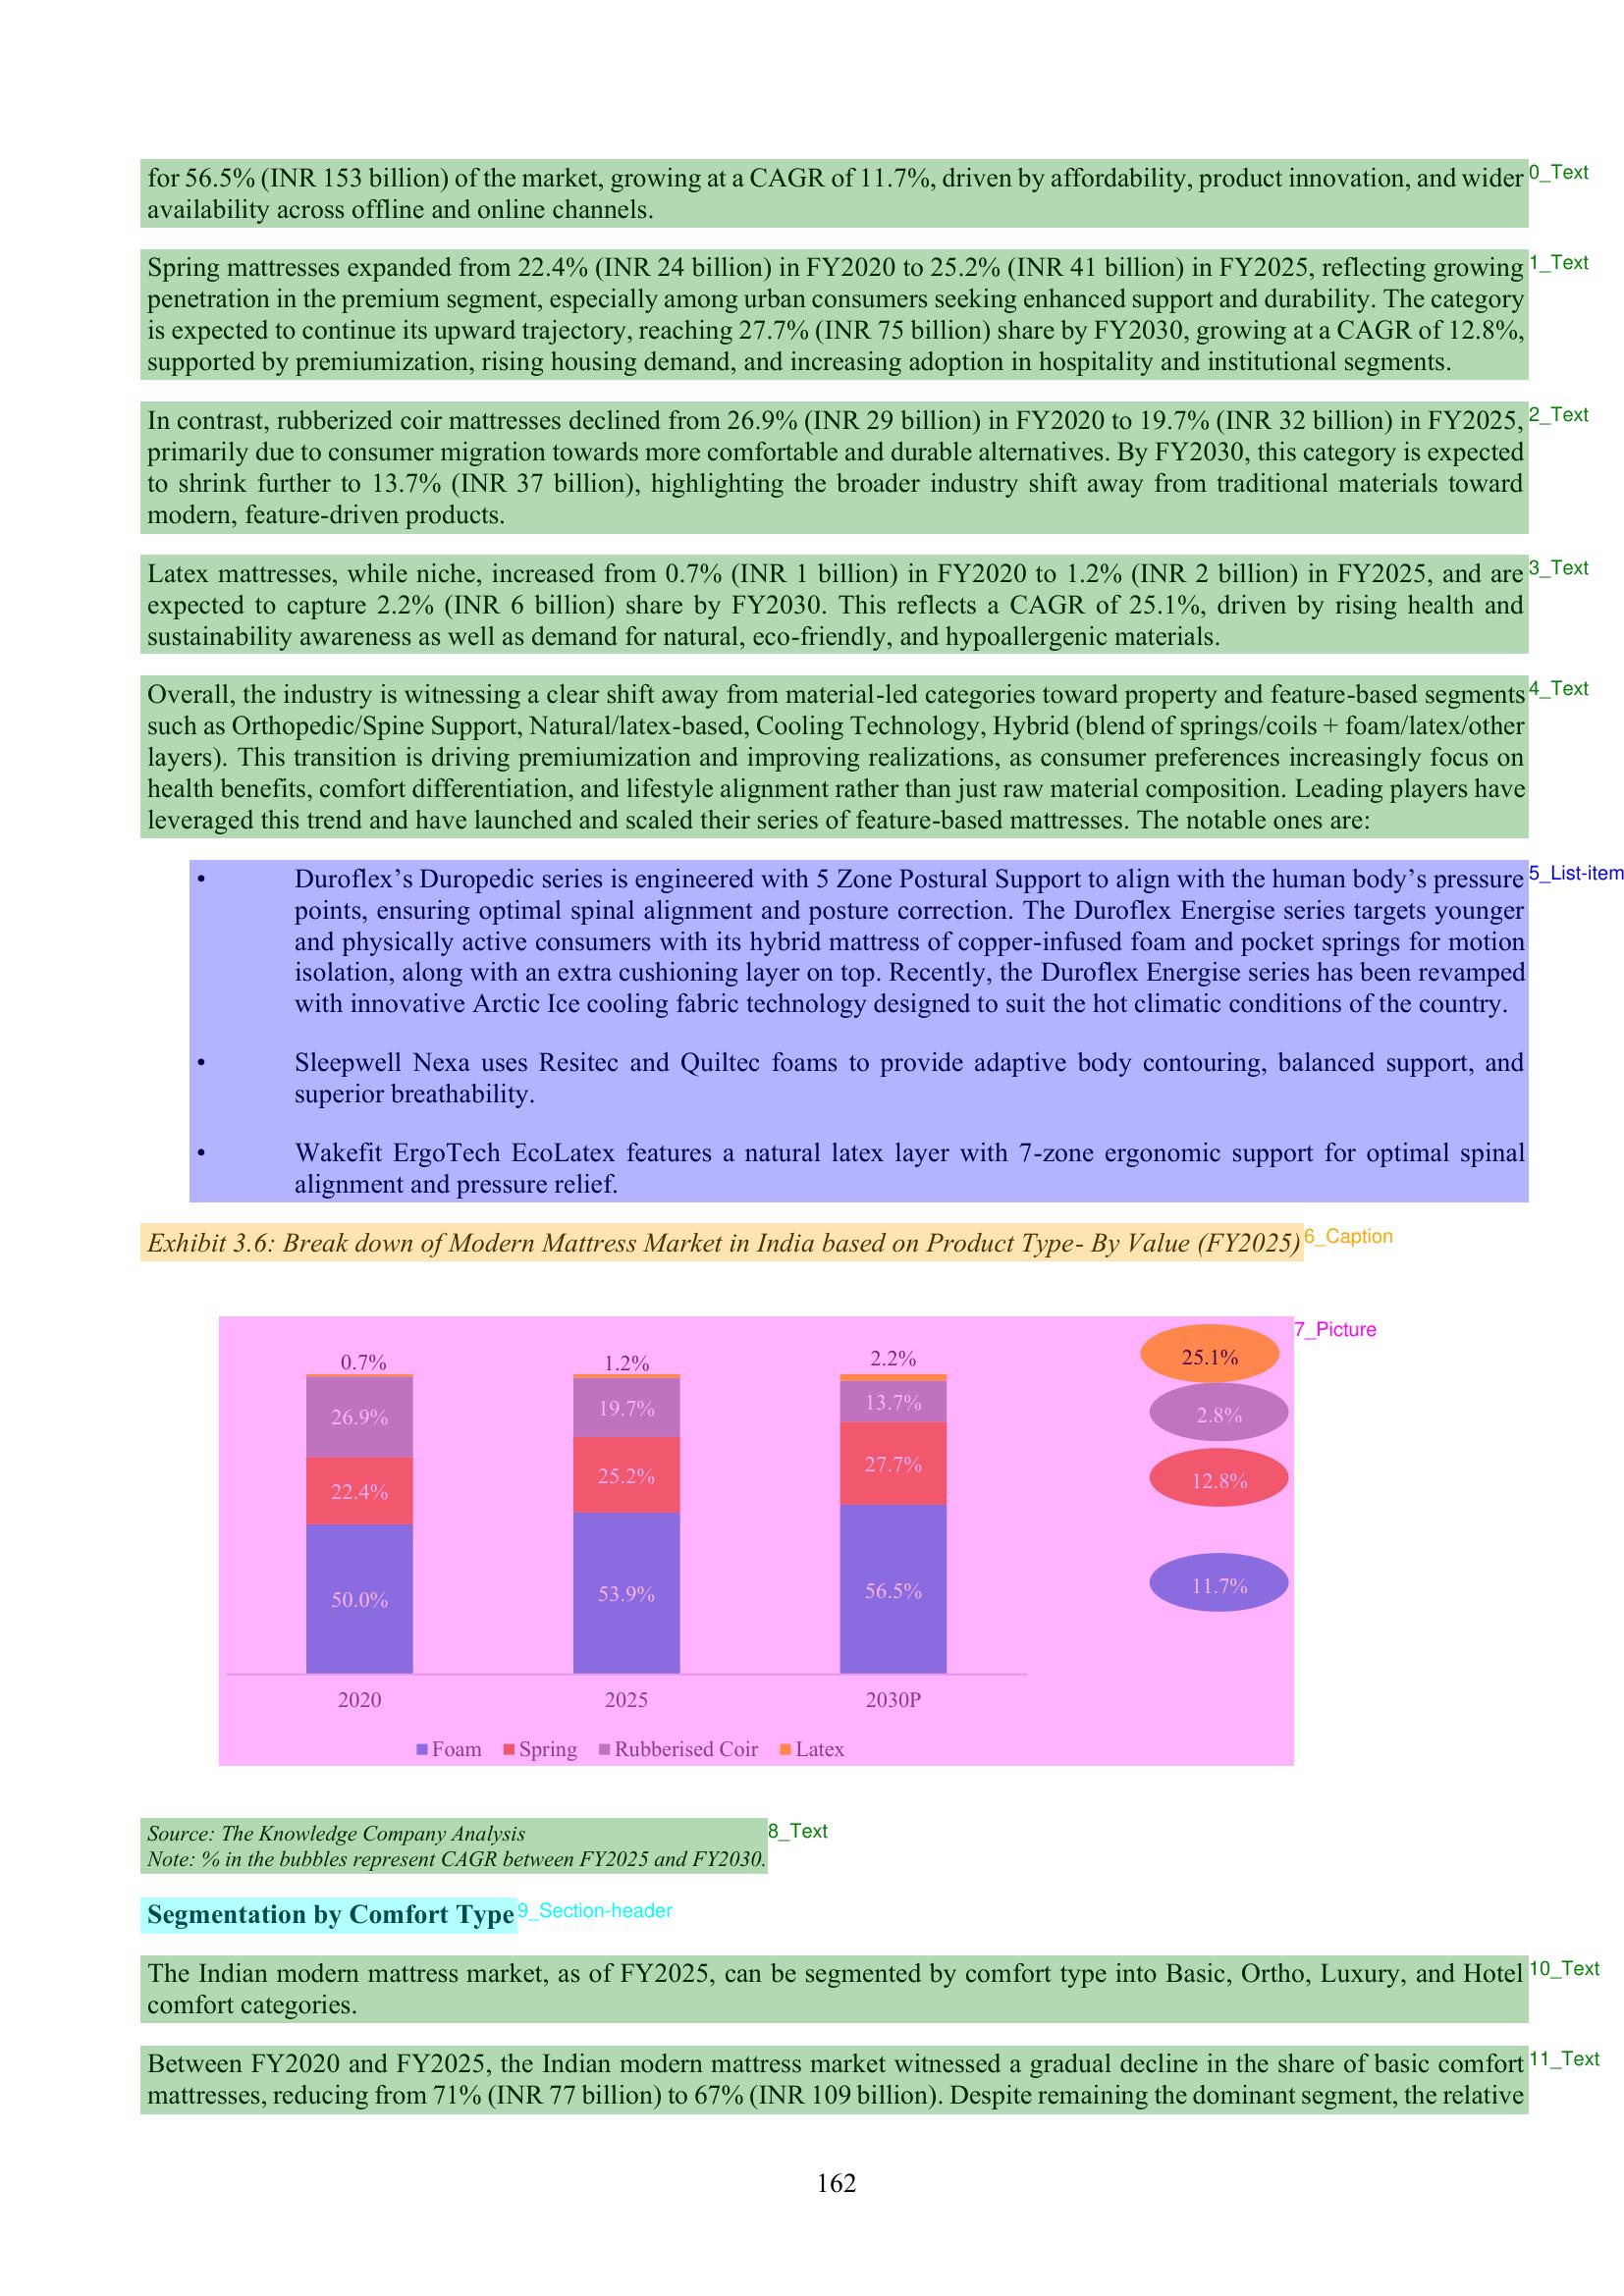 for 56.5% (INR 153 billion) of the market, growing at a CAGR of 11.7%, driven by affordability, product innovation, and wider
availability across offline and online channels.
0_Text
Spring mattresses expanded from 22.4% (INR 24 billion) in FY2020 to 25.2% (INR 41 billion) in FY2025, reflecting growing
penetration in the premium segment, especially among urban consumers seeking enhanced support and durability. The category
is expected to continue its upward trajectory, reaching 27.7% (INR 75 billion) share by FY2030, growing at a CAGR of 12.8%,
supported by premiumization, rising housing demand, and increasing adoption in hospitality and institutional segments.
1_Text
In contrast, rubberized coir mattresses declined from 26.9% (INR 29 billion) in FY2020 to 19.7% (INR 32 billion) in FY2025,
primarily due to consumer migration towards more comfortable and durable alternatives. By FY2030, this category is expected
to shrink further to 13.7% (INR 37 billion), highlighting the broader industry shift away from traditional materials toward
modern, feature-driven products.
2_Text
Latex mattresses, while niche, increased from 0.7% (INR 1 billion) in FY2020 to 1.2% (INR 2 billion) in FY2025, and are
expected to capture 2.2% (INR 6 billion) share by FY2030. This reflects a CAGR of 25.1%, driven by rising health and
sustainability awareness as well as demand for natural, eco-friendly, and hypoallergenic materials.
3_Text
Overall, the industry is witnessing a clear shift away from material-led categories toward property and feature-based segments
such as Orthopedic/Spine Support, Natural/latex-based, Cooling Technology, Hybrid (blend of springs/coils + foam/latex/other
layers). This transition is driving premiumization and improving realizations, as consumer preferences increasingly focus on
health benefits, comfort differentiation, and lifestyle alignment rather than just raw material composition. Leading players have
leveraged this trend and have launched and scaled their series of feature-based mattresses. The notable ones are:
4_Text
• Duroflex’s Duropedic series is engineered with 5 Zone Postural Support to align with the human body’s pressure
points, ensuring optimal spinal alignment and posture correction. The Duroflex Energise series targets younger
and physically active consumers with its hybrid mattress of copper-infused foam and pocket springs for motion
isolation, along with an extra cushioning layer on top. Recently, the Duroflex Energise series has been revamped
with innovative Arctic Ice cooling fabric technology designed to suit the hot climatic conditions of the country.
• Sleepwell Nexa uses Resitec and Quiltec foams to provide adaptive body contouring, balanced support, and
superior breathability.
• Wakefit ErgoTech EcoLatex features a natural latex layer with 7-zone ergonomic support for optimal spinal
alignment and pressure relief.
5_List-item
Exhibit 3.6: Break down of Modern Mattress Market in India based on Product Type- By Value (FY2025)
6_Caption
7_Picture
0.7% 1.2% 2.2% 25.1%
26.9% 19.7% 13.7% 2.8%
22.4% 25.2% 27.7% 12.8%
50.0% 53.9% 56.5% 11.7%
2020 2025 2030P
Foam Spring Rubberised Coir Latex
Source: The Knowledge Company Analysis
Note: % in the bubbles represent CAGR between FY2025 and FY2030.
8_Text
Segmentation by Comfort Type
9_Section-header
The Indian modern mattress market, as of FY2025, can be segmented by comfort type into Basic, Ortho, Luxury, and Hotel
comfort categories.
10_Text
Between FY2020 and FY2025, the Indian modern mattress market witnessed a gradual decline in the share of basic comfort
mattresses, reducing from 71% (INR 77 billion) to 67% (INR 109 billion). Despite remaining the dominant segment, the relative
11_Text
162